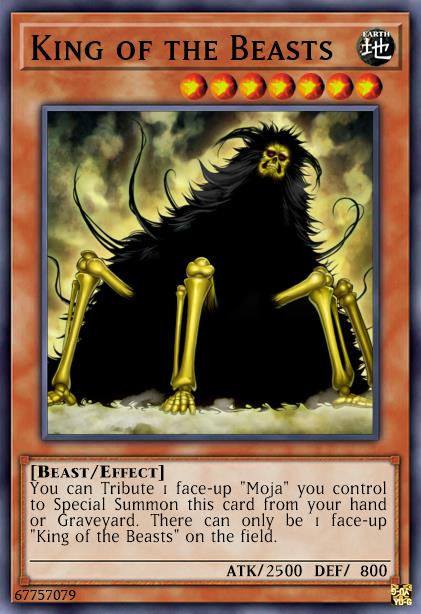 King of the Beasts
EARTH
地
[Beast/Effect]
You can Tribute 1 face-up "Moja" you control
to Special Summon this card from your hand
or Graveyard. There can only be 1 face-up
"King of the Beasts" on the field.
ATK/2500 DEF/ 800
67757079